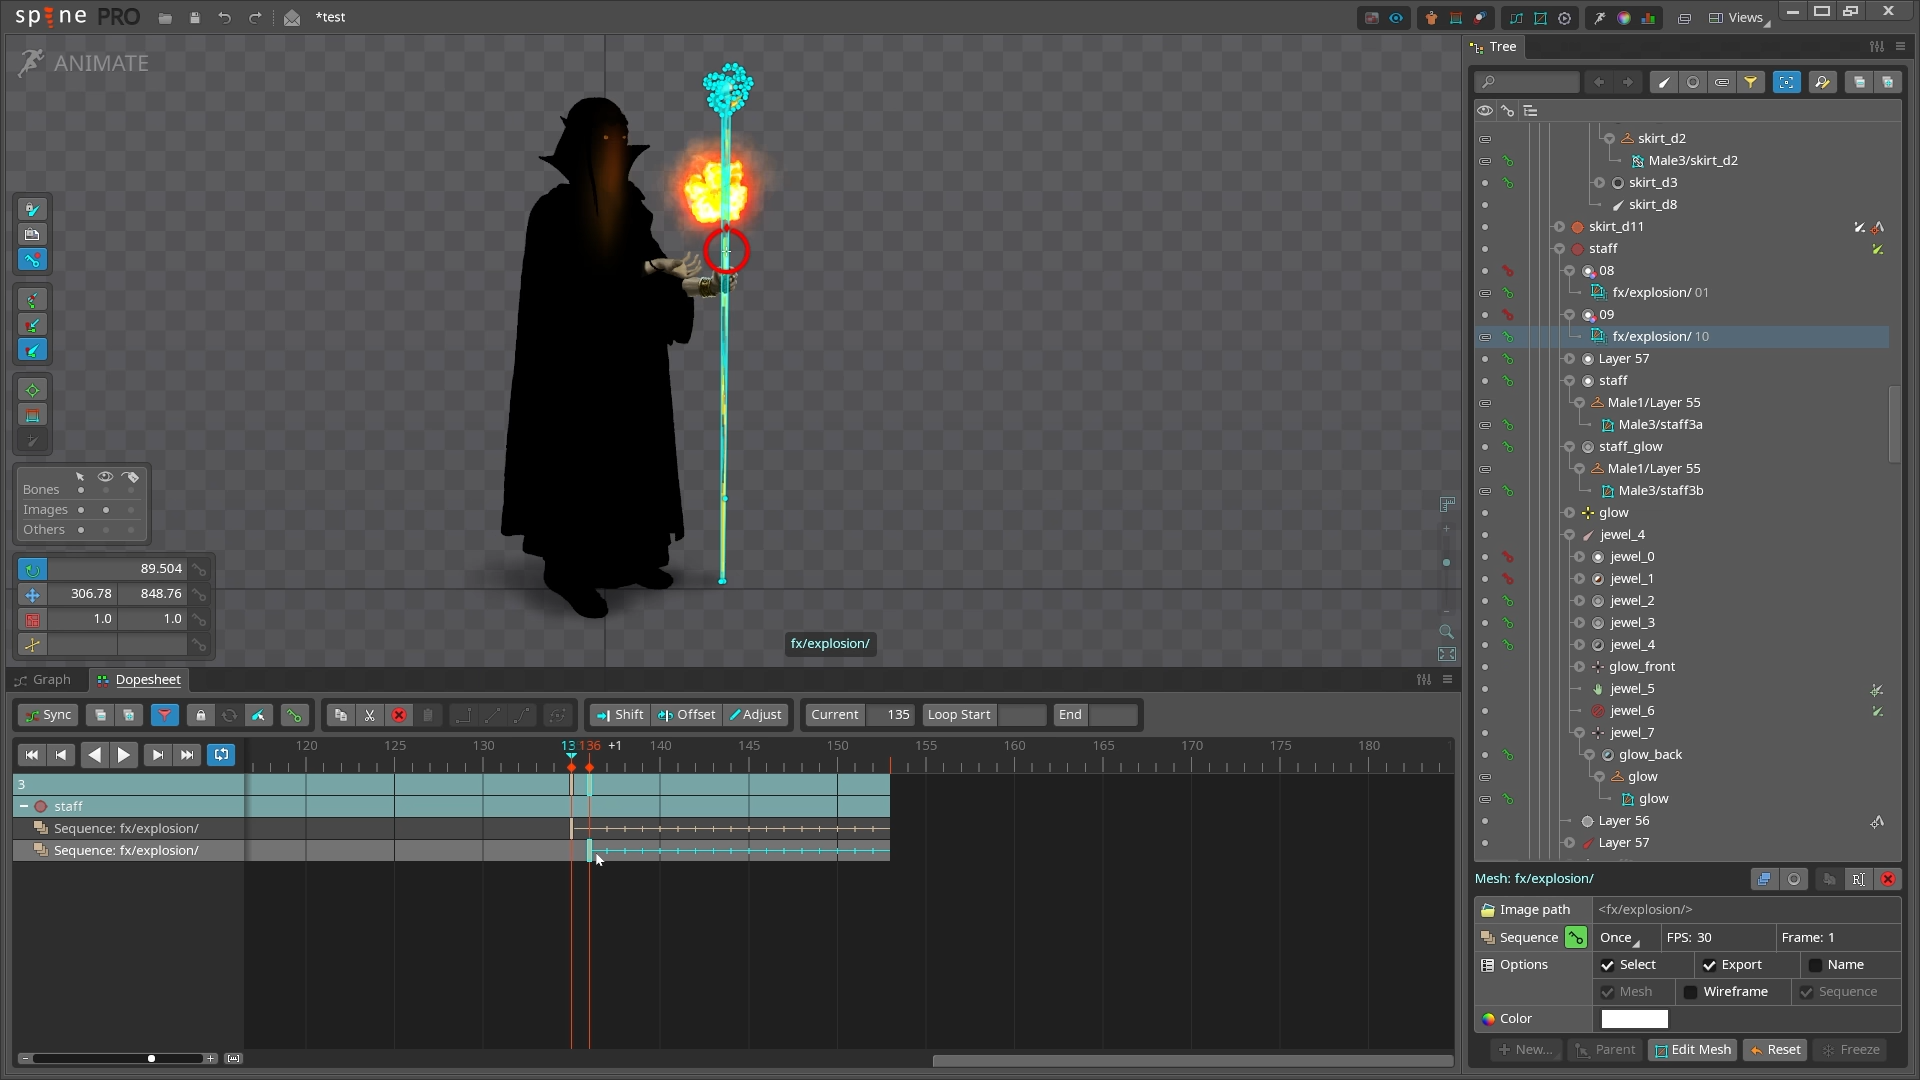 spine PRO
*test
Views
ANIMATE
Bones
Images
Others
89.504
306.78 848.76
1.0 1.0
fx/explosion/
Graph Dopesheet
Sync Shift Offset Adjust Current 135 Loop Start End
120 125 130 13 136 +1 140 145 150 155 160 165 170 175 180
3
staff
Sequence: fx/explosion/
Sequence: fx/explosion/
Tree
skirt_d2
Male3/skirt_d2
skirt_d3
skirt_d8
skirt_d11
staff
08
fx/explosion/ 01
09
fx/explosion/ 10
Layer 57
staff
Male1/Layer 55
Male3/staff3a
staff_glow
Male1/Layer 55
Male3/staff3b
glow
jewel_4
jewel_0
jewel_1
jewel_2
jewel_3
jewel_4
glow_front
jewel_5
jewel_6
jewel_7
glow_back
glow
glow
Layer 56
Layer 57
Mesh: fx/explosion/
Image path <fx/explosion/>
Sequence Once FPS: 30 Frame: 1
Options Select Export Name
Mesh Wireframe Sequence
Color
+ New... Parent Edit Mesh Reset Freeze